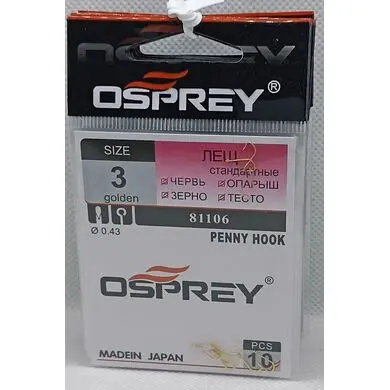 OSPREY®
SIZE
3
golden
Ø 0.43
ЛЕЩ
стандартные
ЧЕРВЬ ОПАРЫШ
ЗЕРНО ТЕСТО
81106
PENNY HOOK
OSPREY®
MADEIN JAPAN
PCS
10